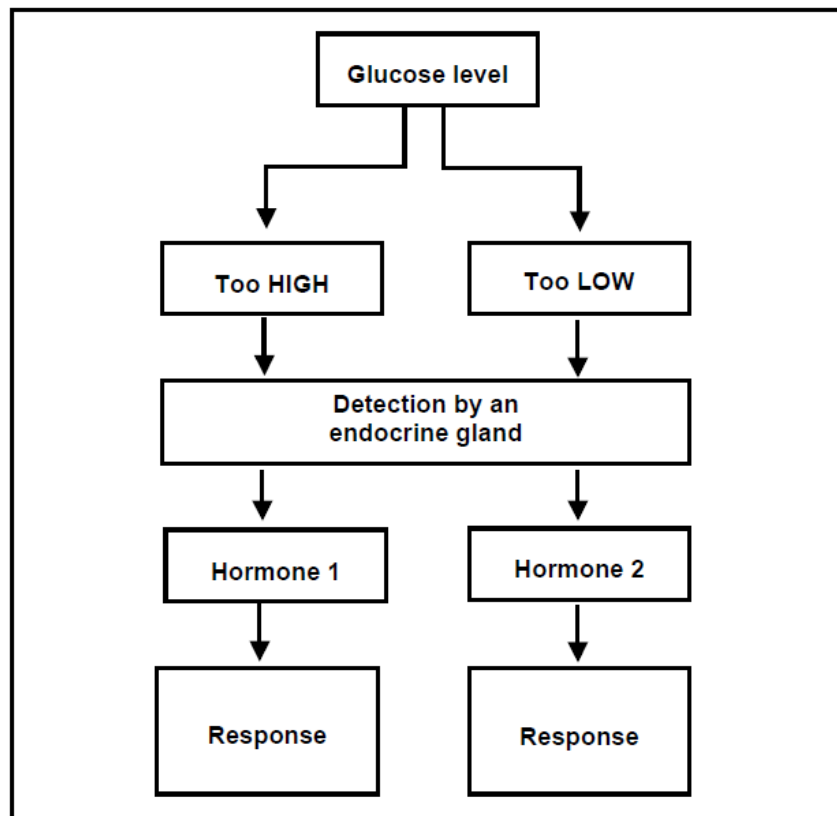 Glucose level
Too HIGH
Too LOW
Detection by an
endocrine gland
Hormone 1
Hormone 2
Response
Response